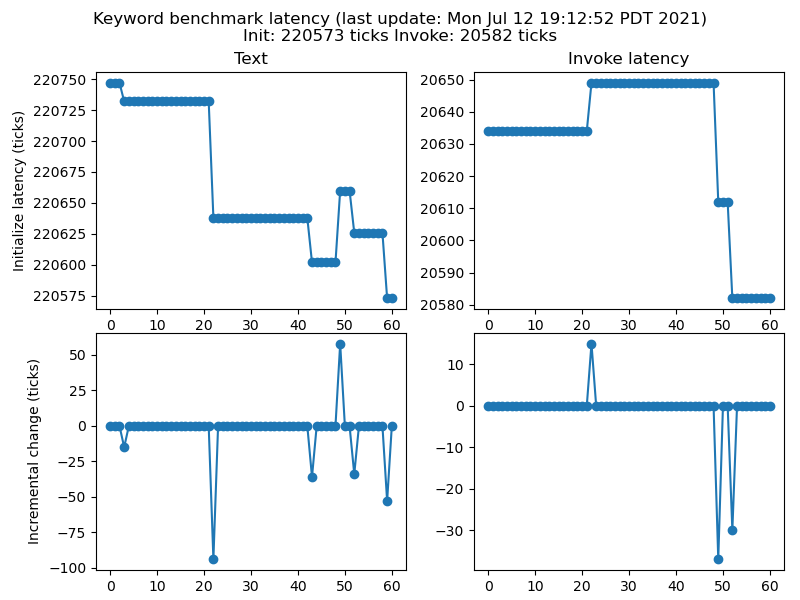 Keyword benchmark latency (last update: Mon Jul 12 19:12:52 PDT 2021)
Init: 220573 ticks Invoke: 20582 ticks
Text
Invoke latency
Initialize latency (ticks)
220750
220725
220700
220675
220650
220625
220600
220575
0 10 20 30 40 50 60
20650
20640
20630
20620
20610
20600
20590
20580
0 10 20 30 40 50 60
Incremental change (ticks)
50
25
0
−25
−50
−75
−100
0 10 20 30 40 50 60
10
0
−10
−20
−30
0 10 20 30 40 50 60